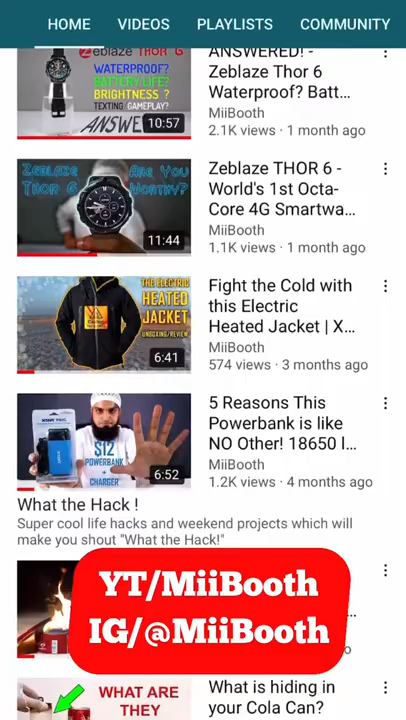 HOME VIDEOS PLAYLISTS COMMUNITY
Zeblaze THOR 6
WATERPROOF?
BATTERY LIFE?
BRIGHTNESS ?
TEXTING GAMEPLAY?
ANSWE
10:57
ANSWERED! -
Zeblaze Thor 6
Waterproof? Batt...
MiiBooth
2.1K views · 1 month ago
ZEBLAZE ARE YOU
THOR 6 WORTHY?
11:44
Zeblaze THOR 6 -
World's 1st Octa-
Core 4G Smartwa...
MiiBooth
1.1K views · 1 month ago
THE ELECTRIC
HEATED
JACKET
UNBOXING/REVIEW
6:41
Fight the Cold with
this Electric
Heated Jacket | X...
MiiBooth
574 views · 3 months ago
XTAR
S12
POWERBANK
+
CHARGER
6:52
5 Reasons This
Powerbank is like
NO Other! 18650 l...
MiiBooth
1.2K views · 4 months ago
What the Hack !
Super cool life hacks and weekend projects which will
make you shout "What the Hack!"
YT/MiiBooth
IG/@MiiBooth
WHAT ARE
THEY
What is hiding in
your Cola Can?